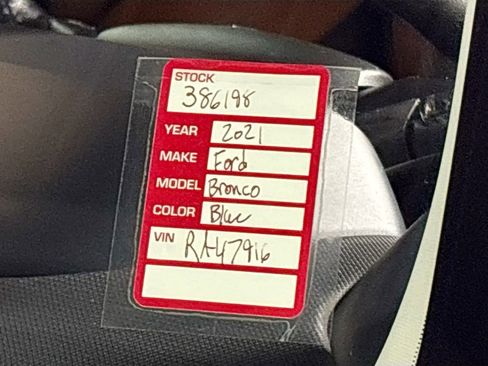 STOCK
386198
YEAR 2021
MAKE Ford
MODEL Bronco
COLOR Blue
VIN RA47916